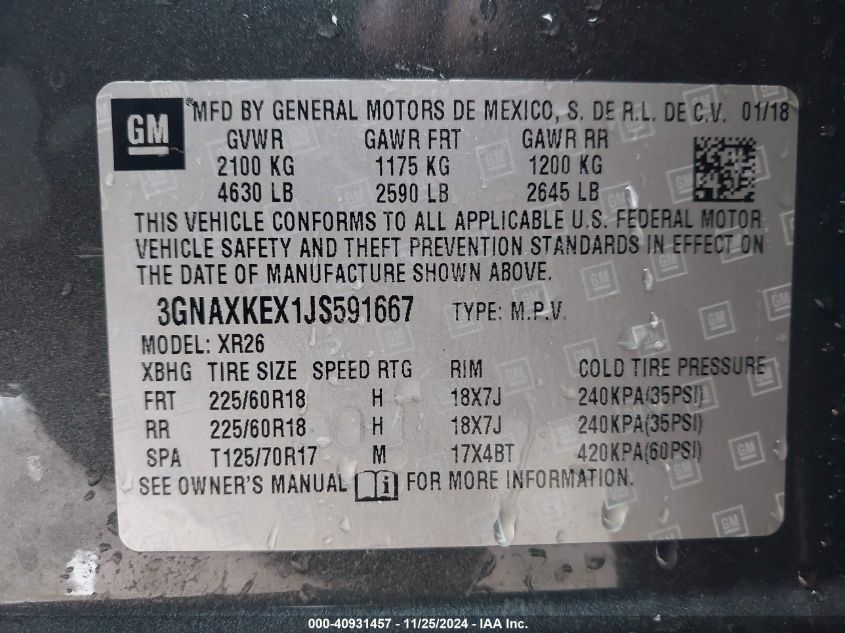 GM ® MFD BY GENERAL MOTORS DE MEXICO, S. DE R.L. DE C.V. 01/18
GVWR GAWR FRT GAWR RR
2100 KG 1175 KG 1200 KG
4630 LB 2590 LB 2645 LB
THIS VEHICLE CONFORMS TO ALL APPLICABLE U.S. FEDERAL MOTOR
VEHICLE SAFETY AND THEFT PREVENTION STANDARDS IN EFFECT ON
THE DATE OF MANUFACTURE SHOWN ABOVE.
3GNAXKEX1JS591667 TYPE: M.P.V.
MODEL: XR26
XBHG TIRE SIZE SPEED RTG RIM COLD TIRE PRESSURE
FRT 225/60R18 H 18X7J 240KPA(35PSI)
RR 225/60R18 H 18X7J 240KPA(35PSI)
SPA T125/70R17 M 17X4BT 420KPA(60PSI)
SEE OWNER'S MANUAL i FOR MORE INFORMATION.
000-40931457 - 11/25/2024 - IAA Inc.